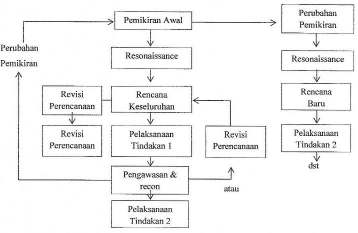 Pemikiran Awal
Perubahan
Pemikiran
Perubahan
Pemikiran
Resonaissance
Resonaissance
Revisi
Perencanaan
Rencana
Keseluruhan
Rencana
Baru
Revisi
Perencanaan
Pelaksanaan
Tindakan 1
Revisi
Perencanaan
Pelaksanaan
Tindakan 2
Pengawasan &
recon
atau
dst
Pelaksanaan
Tindakan 2